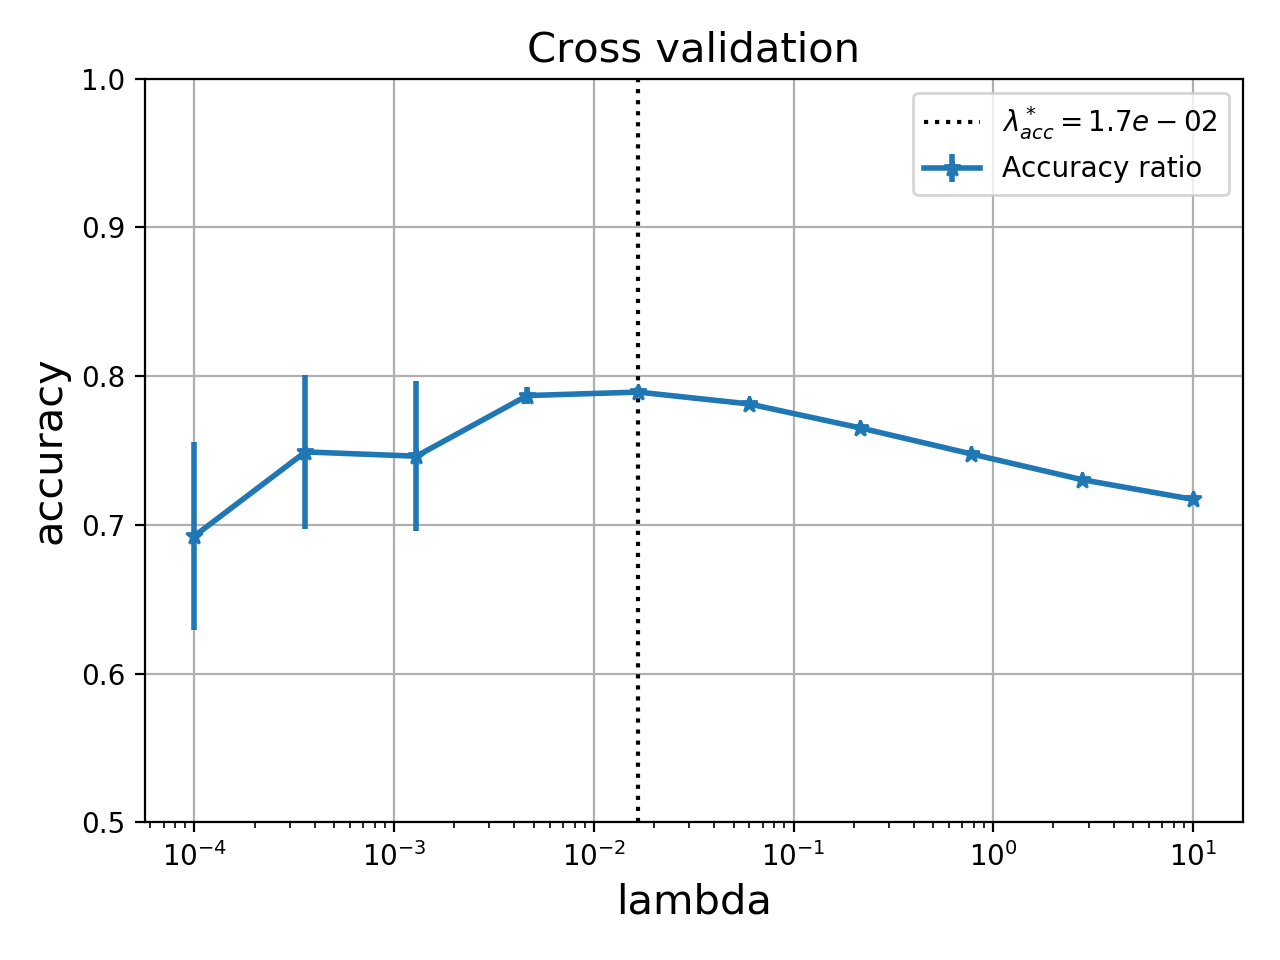 Cross validation
1.0
0.9
0.8
0.7
0.6
0.5
accuracy
λ*acc = 1.7e − 02
Accuracy ratio
10⁻⁴ 10⁻³ 10⁻² 10⁻¹ 10⁰ 10¹
lambda